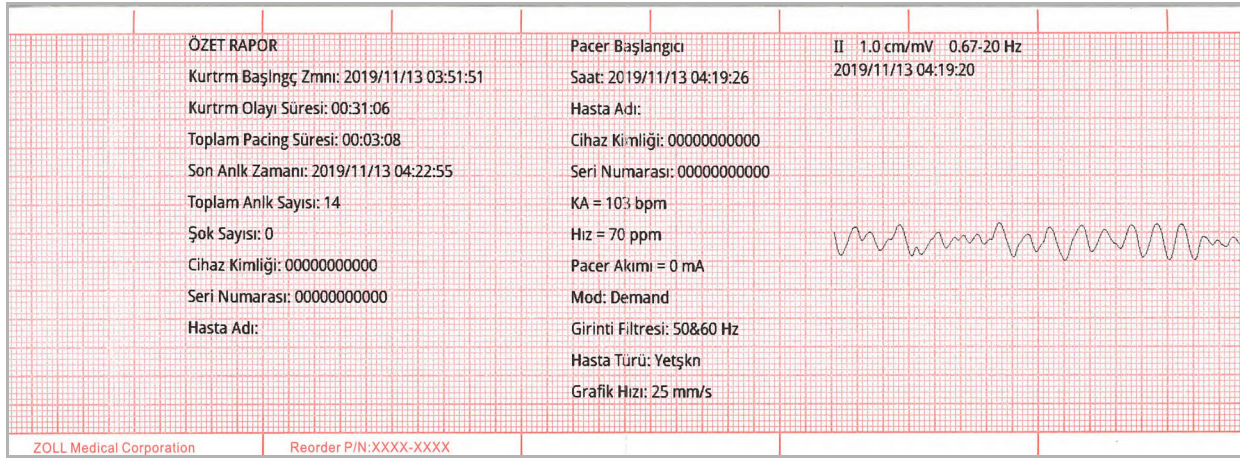 ÖZET RAPOR
Kurtrm Başlngç Zmnı: 2019/11/13 03:51:51
Kurtrm Olayı Süresi: 00:31:06
Toplam Pacing Süresi: 00:03:08
Son Anlk Zamanı: 2019/11/13 04:22:55
Toplam Anlk Sayısı: 14
Şok Sayısı: 0
Cihaz Kimliği: 00000000000
Seri Numarası: 00000000000
Hasta Adı:
Pacer Başlangıcı
Saat: 2019/11/13 04:19:26
Hasta Adı:
Cihaz Kimliği: 00000000000
Seri Numarası: 00000000000
KA = 103 bpm
Hız = 70 ppm
Pacer Akımı = 0 mA
Mod: Demand
Girinti Filtresi: 50&60 Hz
Hasta Türü: Yetşkn
Grafik Hızı: 25 mm/s
II 1.0 cm/mV 0.67-20 Hz
2019/11/13 04:19:20
ZOLL Medical Corporation
Reorder P/N:XXXX-XXXX